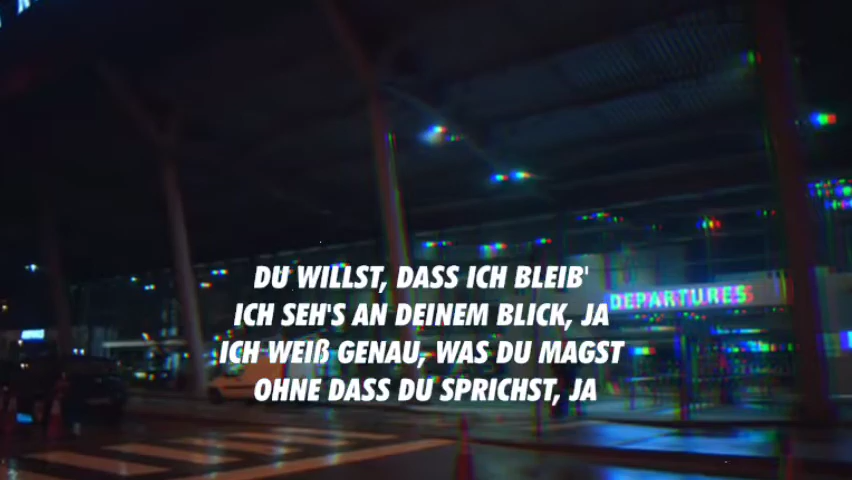 DU WILLST, DASS ICH BLEIB'
ICH SEH'S AN DEINEM BLICK, JA
DEPARTURES
ICH WEIß GENAU, WAS DU MAGST
OHNE DASS DU SPRICHST, JA